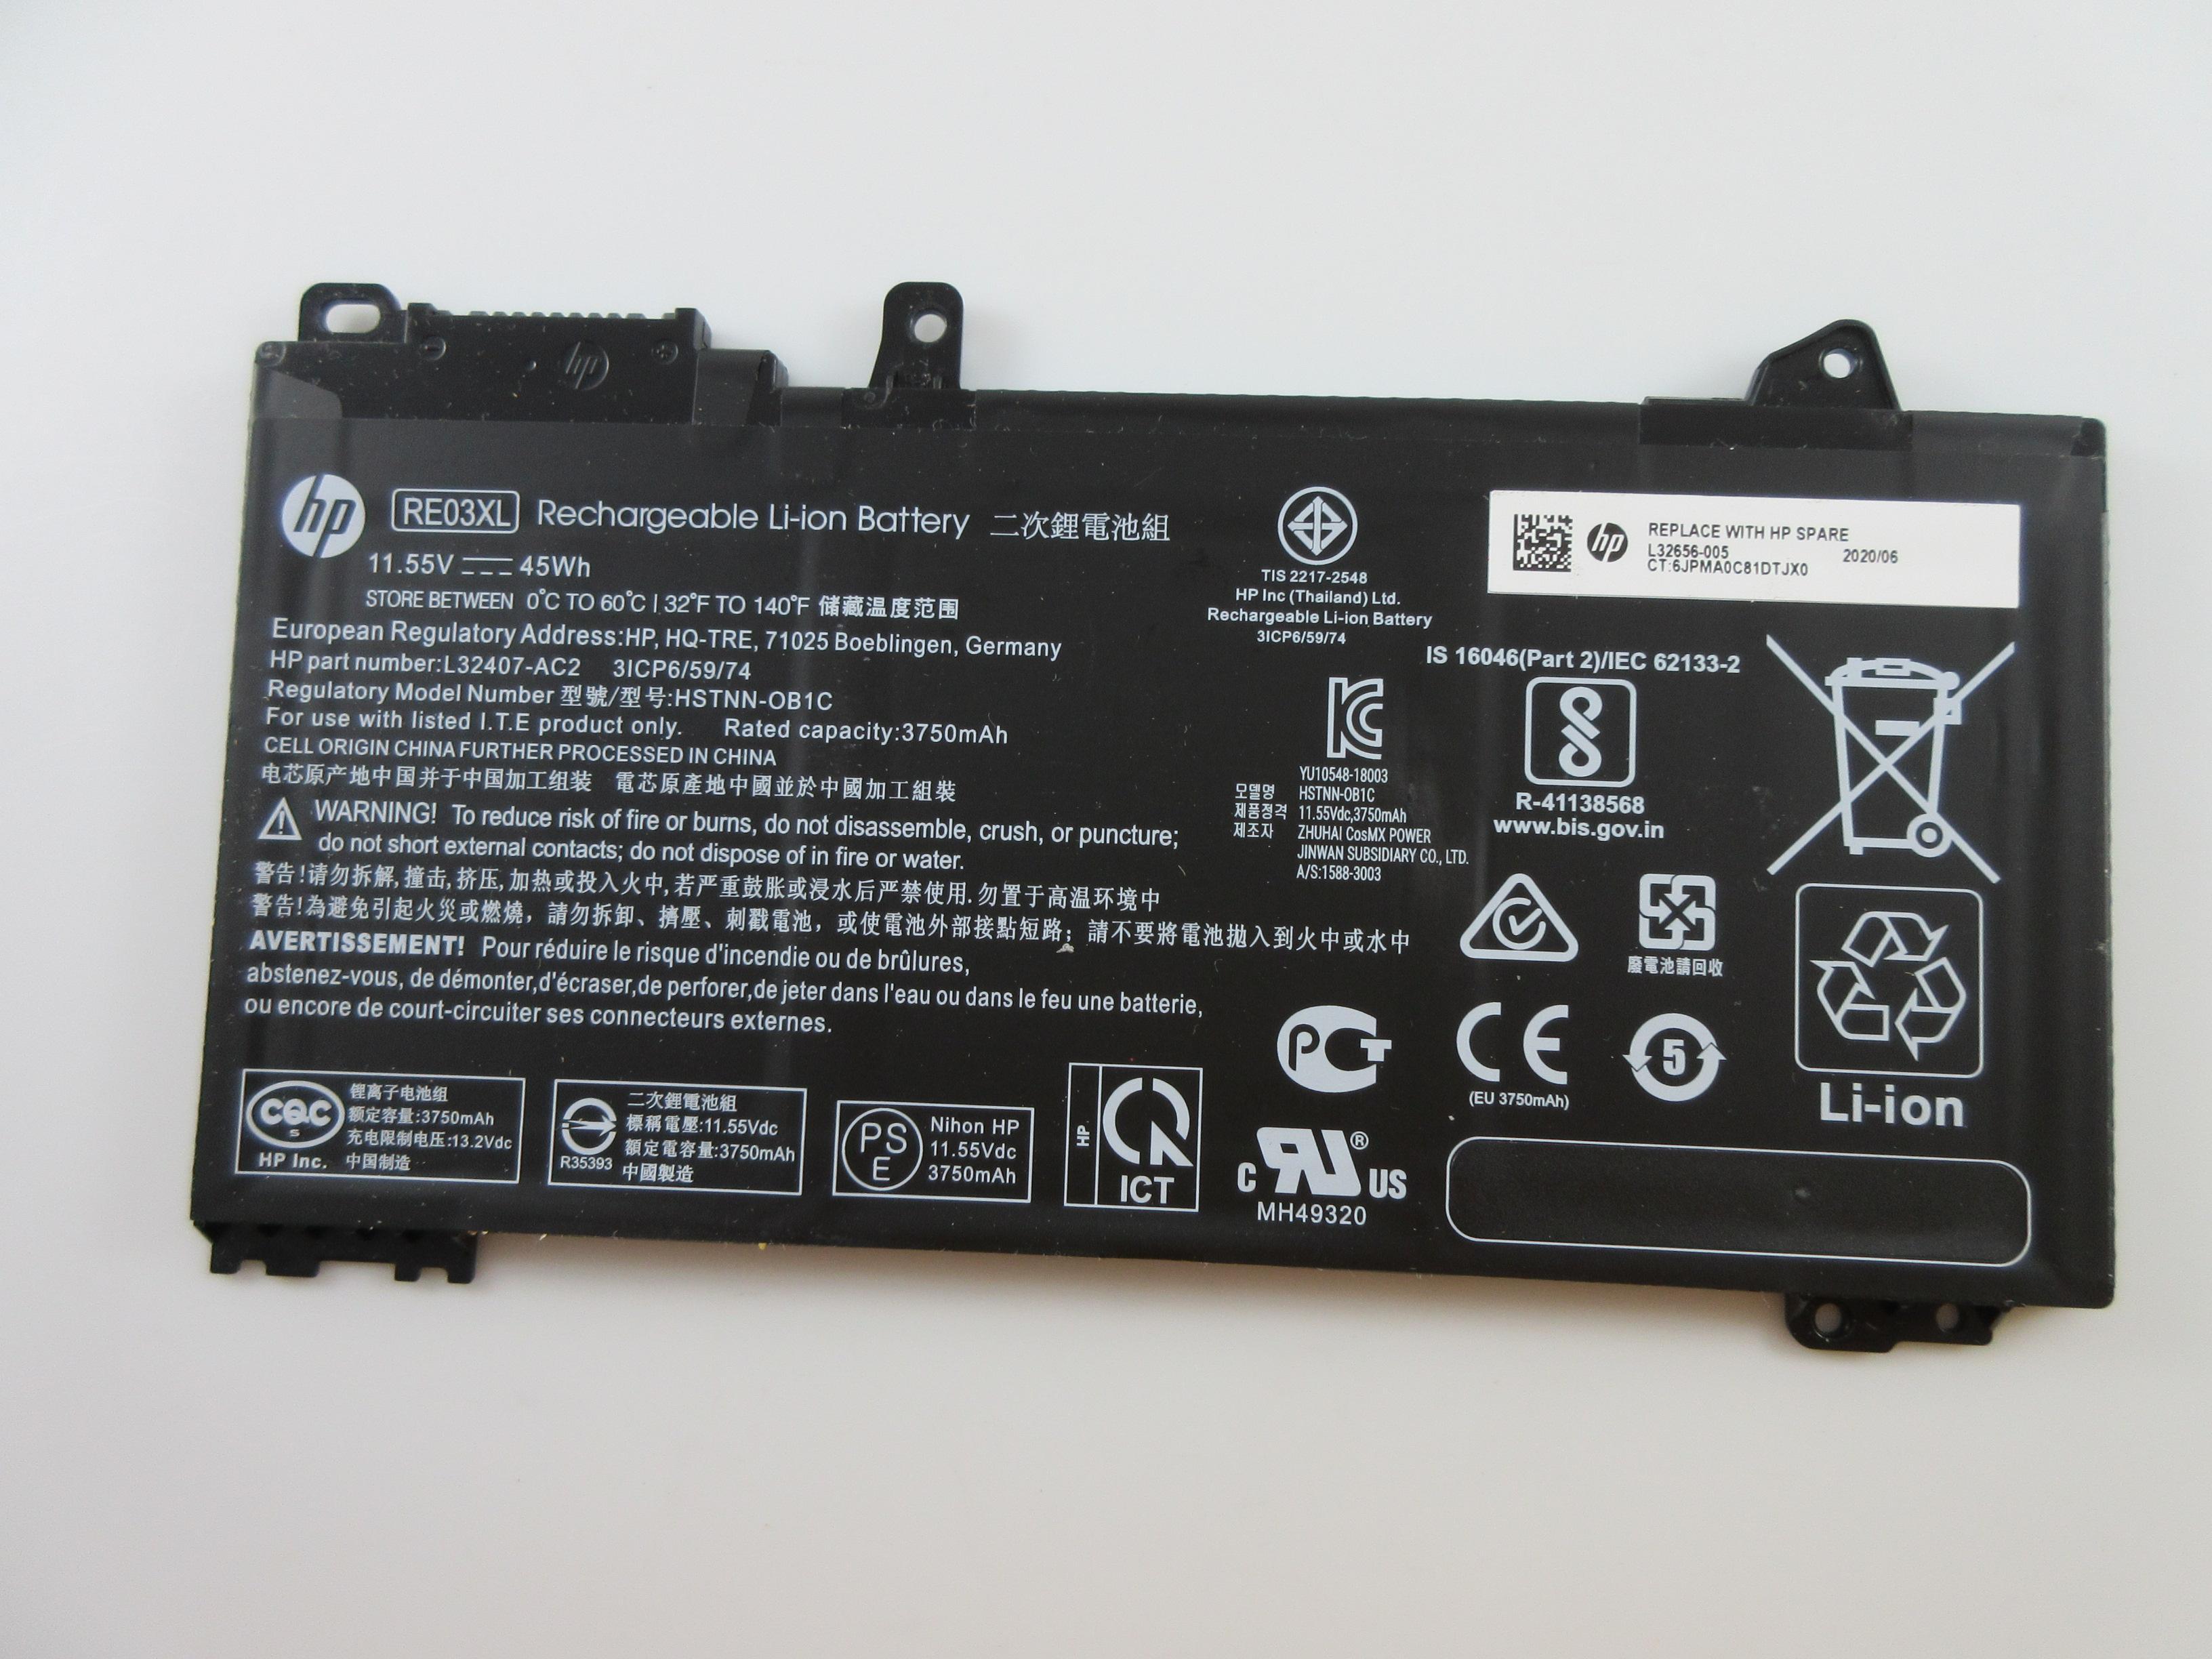 hp
hp RE03XL Rechargeable Li-ion Battery 二次鋰電池組
11.55V 45Wh
STORE BETWEEN 0°C TO 60°C | 32°F TO 140°F 储藏温度范围
European Regulatory Address:HP, HQ-TRE, 71025 Boeblingen, Germany
HP part number:L32407-AC2 3ICP6/59/74
Regulatory Model Number 型號/型号:HSTNN-OB1C
For use with listed I.T.E product only. Rated capacity:3750mAh
CELL ORIGIN CHINA FURTHER PROCESSED IN CHINA
电芯原产地中国并于中国加工组装 電芯原產地中國並於中國加工組裝
WARNING! To reduce risk of fire or burns, do not disassemble, crush, or puncture;
do not short external contacts; do not dispose of in fire or water.
警告!请勿拆解,撞击,挤压,加热或投入火中,若严重鼓胀或浸水后严禁使用.勿置于高温环境中
警告!為避免引起火災或燃燒，請勿拆卸、擠壓、刺戳電池，或使電池外部接點短路；請不要將電池拋入到火中或水中
AVERTISSEMENT! Pour réduire le risque d'incendie ou de brûlures,
abstenez-vous, de démonter,d'écraser,de perforer,de jeter dans l'eau ou dans le feu une batterie,
ou encore de court-circuiter ses connecteurs externes.
TIS 2217-2548
HP Inc (Thailand) Ltd.
Rechargeable Li-ion Battery
3ICP6/59/74
hp REPLACE WITH HP SPARE
L32656-005 2020/06
CT:6JPMA0C81DTJX0
IS 16046(Part 2)/IEC 62133-2
R-41138568
www.bis.gov.in
YU10548-18003
모델명 HSTNN-OB1C
제품정격 11.55Vdc,3750mAh
제조자 ZHUHAI CosMX POWER
JINWAN SUBSIDIARY CO., LTD.
A/S:1588-3003
廢電池請回收
CE
(EU 3750mAh)
5
Li-ion
CQC
S
HP Inc.
锂离子电池组
额定容量:3750mAh
充电限制电压:13.2Vdc
中国制造
R35393
二次鋰電池組
標稱電壓:11.55Vdc
額定電容量:3750mAh
中國製造
PS
E
Nihon HP
11.55Vdc
3750mAh
HP
ICT
PCT
c RU® US
MH49320